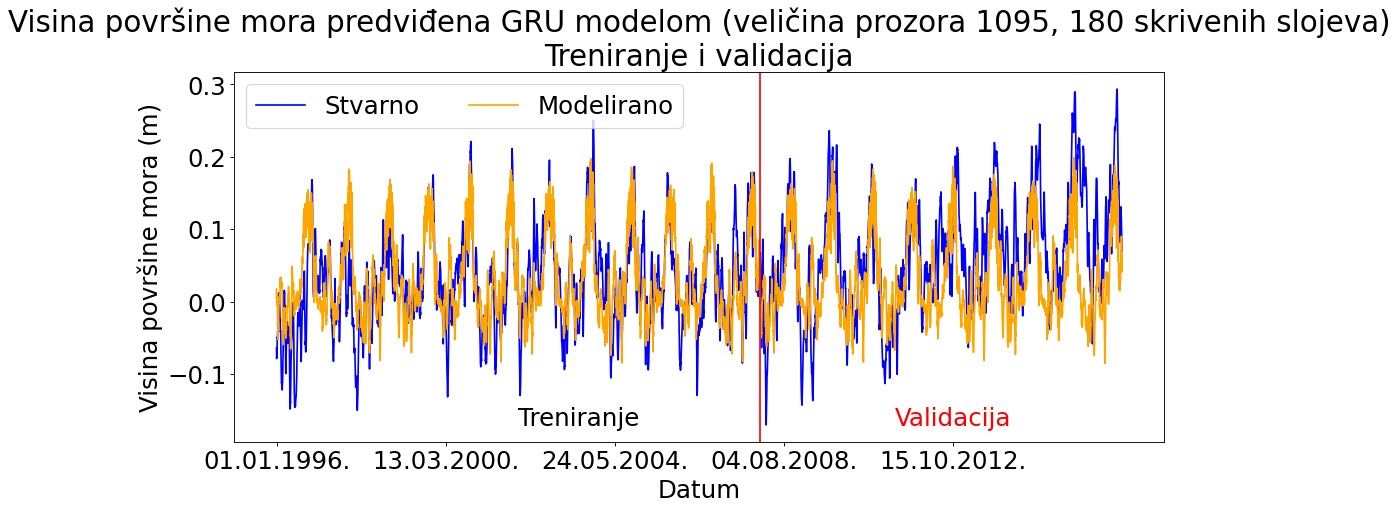 Visina površine mora predviđena GRU modelom (veličina prozora 1095, 180 skrivenih slojeva)
Treniranje i validacija
Stvarno
Modelirano
Visina površine mora (m)
0.3
0.2
0.1
0.0
−0.1
Treniranje
Validacija
01.01.1996.
13.03.2000.
24.05.2004.
04.08.2008.
15.10.2012.
Datum